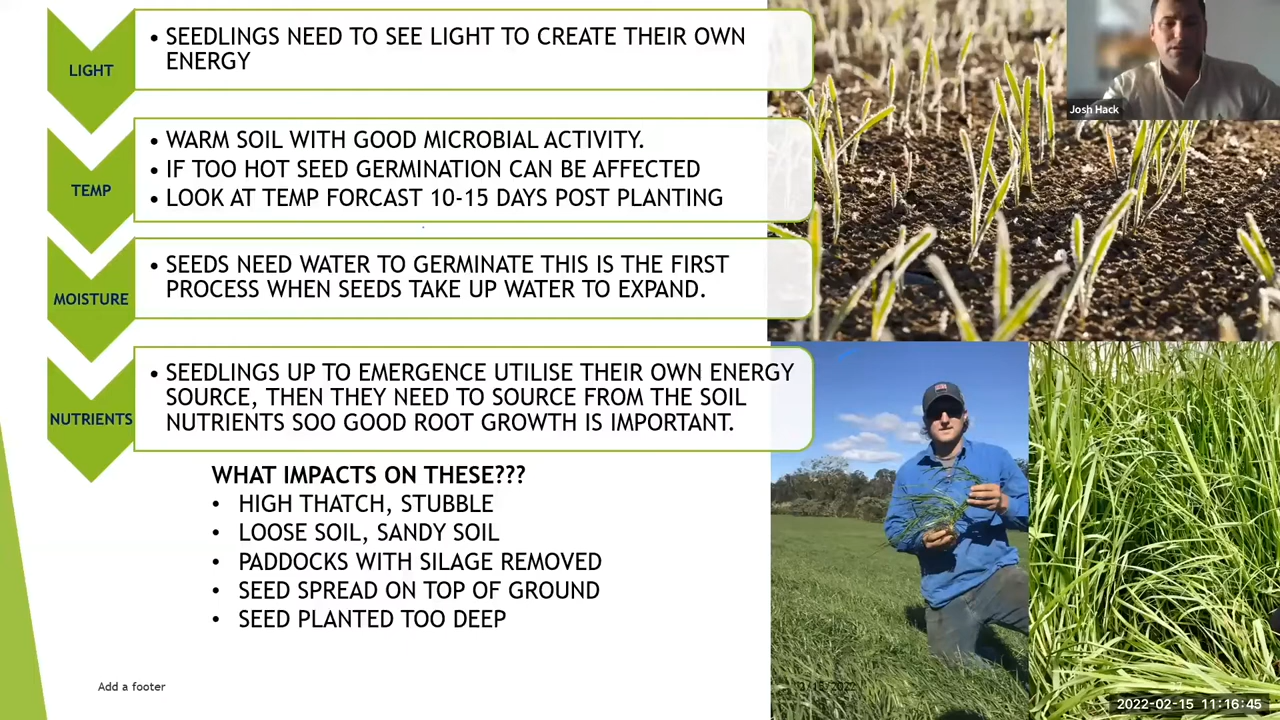 LIGHT
• SEEDLINGS NEED TO SEE LIGHT TO CREATE THEIR OWN
ENERGY
TEMP
• WARM SOIL WITH GOOD MICROBIAL ACTIVITY.
• IF TOO HOT SEED GERMINATION CAN BE AFFECTED
• LOOK AT TEMP FORCAST 10-15 DAYS POST PLANTING
MOISTURE
• SEEDS NEED WATER TO GERMINATE THIS IS THE FIRST
PROCESS WHEN SEEDS TAKE UP WATER TO EXPAND.
NUTRIENTS
• SEEDLINGS UP TO EMERGENCE UTILISE THEIR OWN ENERGY
SOURCE, THEN THEY NEED TO SOURCE FROM THE SOIL
NUTRIENTS SOO GOOD ROOT GROWTH IS IMPORTANT.
WHAT IMPACTS ON THESE???
• HIGH THATCH, STUBBLE
• LOOSE SOIL, SANDY SOIL
• PADDOCKS WITH SILAGE REMOVED
• SEED SPREAD ON TOP OF GROUND
• SEED PLANTED TOO DEEP
Add a footer
2/15/2022
Josh Hack
2022-02-15 11:16:45